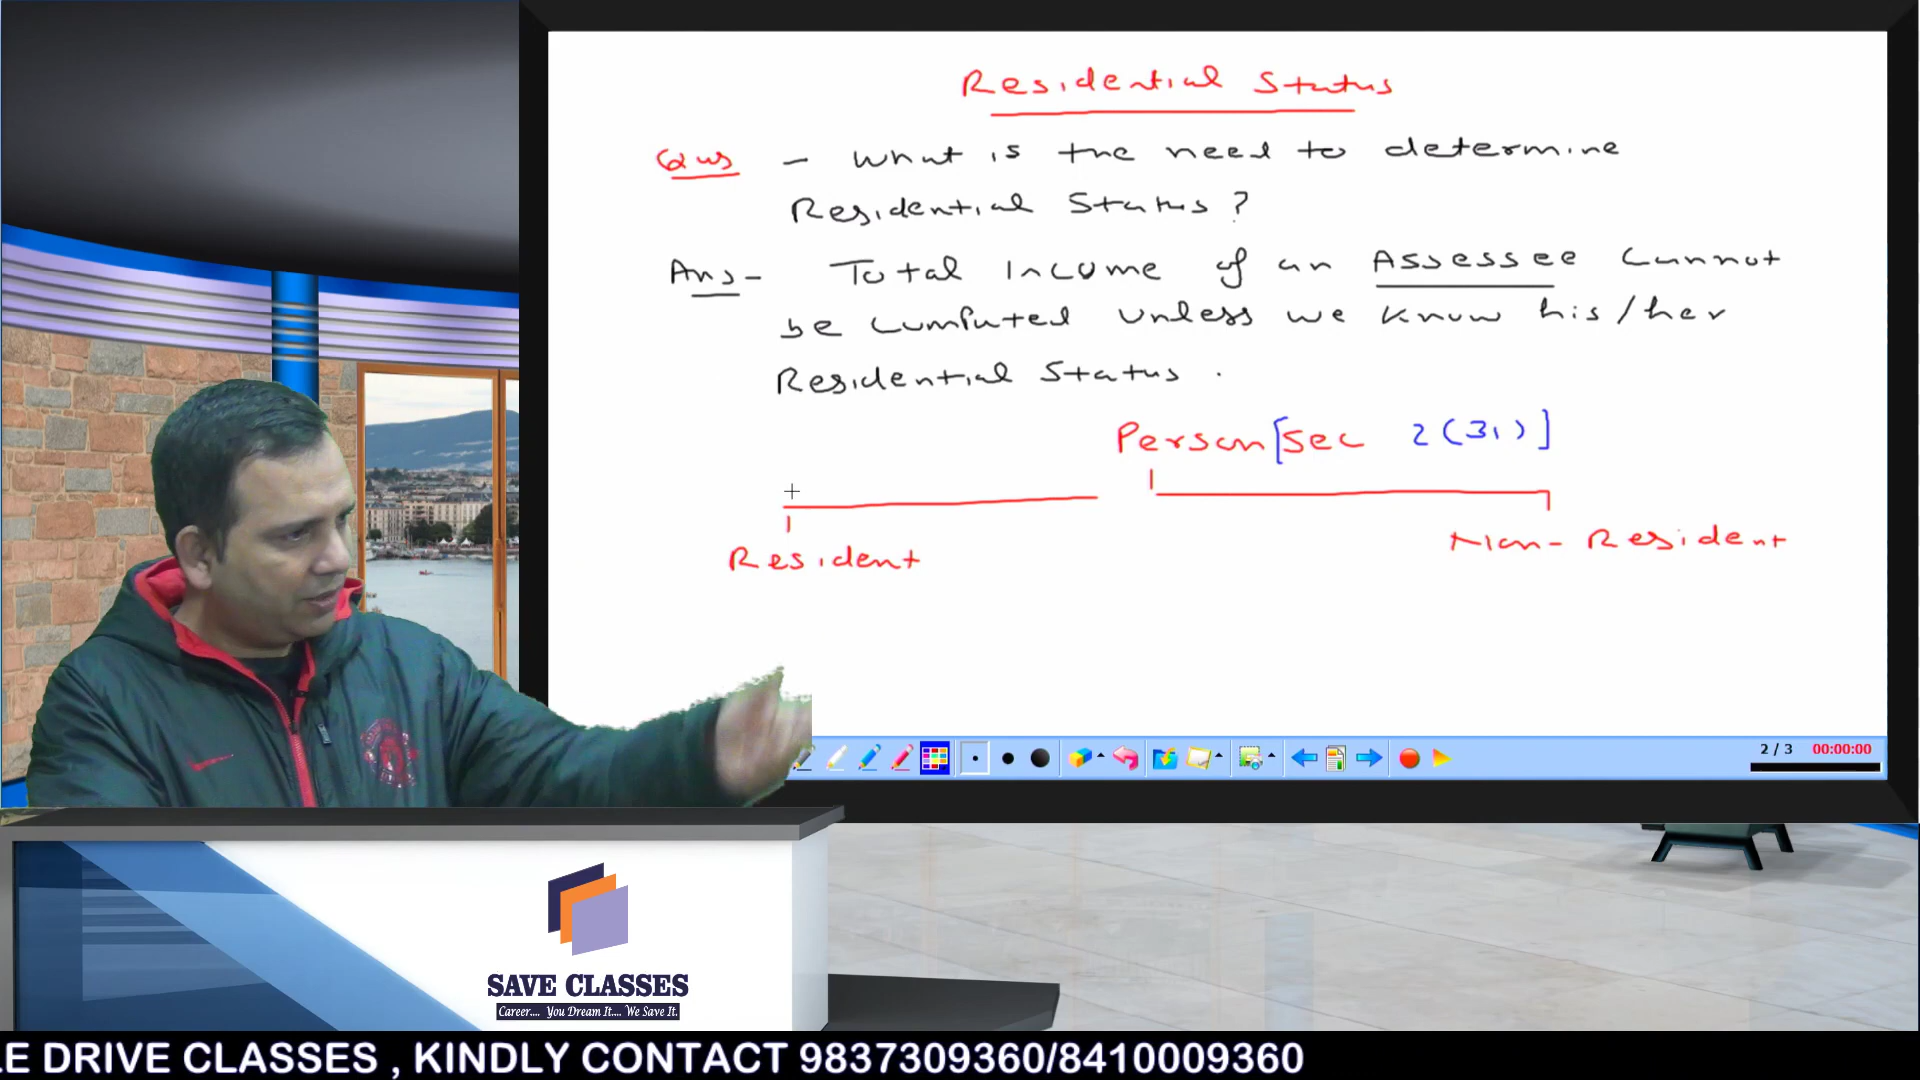 Residential Status
Qus - What is the need to determine
Residential Status?
Ans- Total Income of an Assessee cannot
be computed unless we know his/her
Residential Status.
Person [Sec 2(31)]
Resident
Non-Resident
2/3 00:00:00
SAVE CLASSES
Career.... You Dream It.... We Save It.
LE DRIVE CLASSES , KINDLY CONTACT 9837309360/8410009360